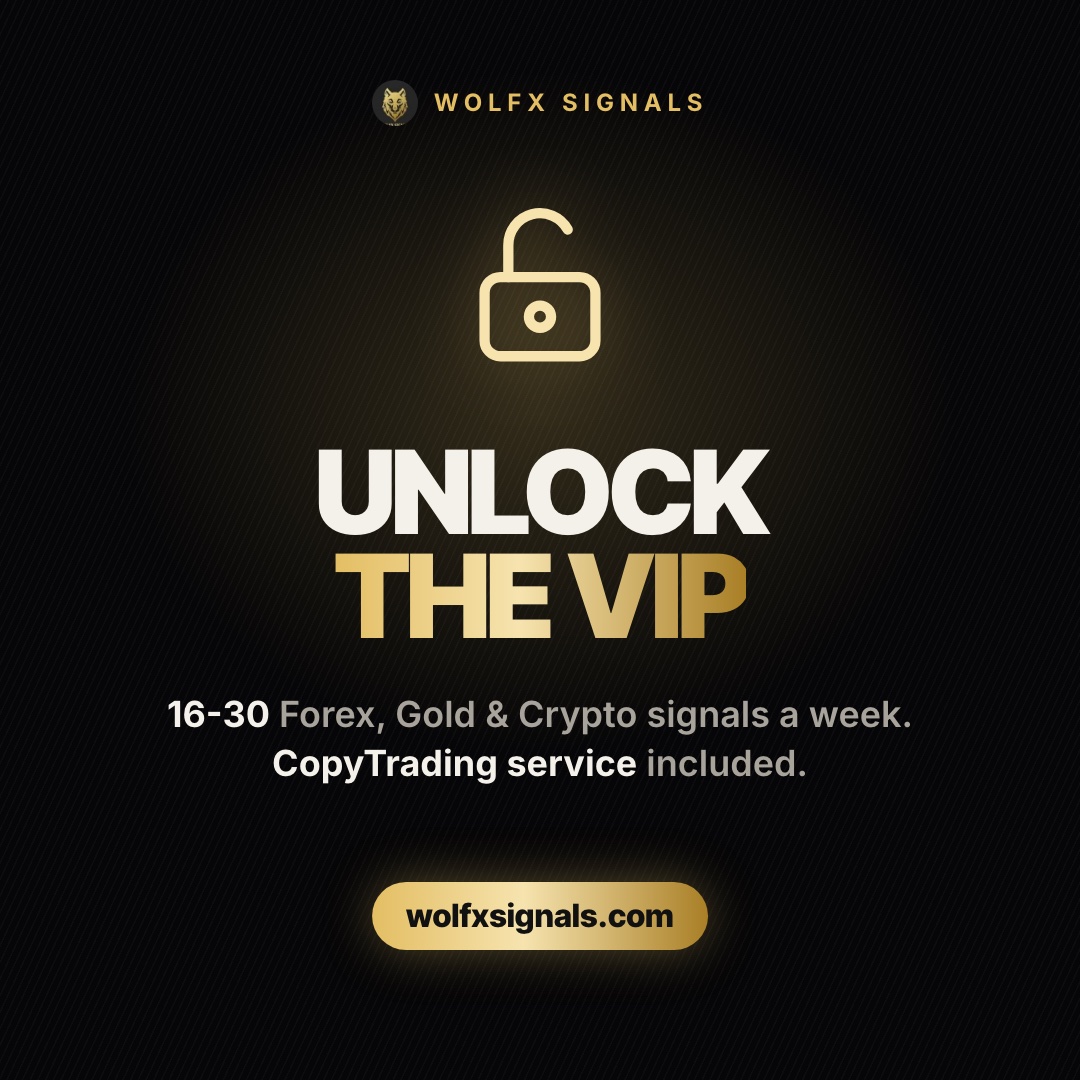 WOLFX SIGNALS
UNLOCK
THE VIP
16-30 Forex, Gold & Crypto signals a week.
CopyTrading service included.
wolfxsignals.com